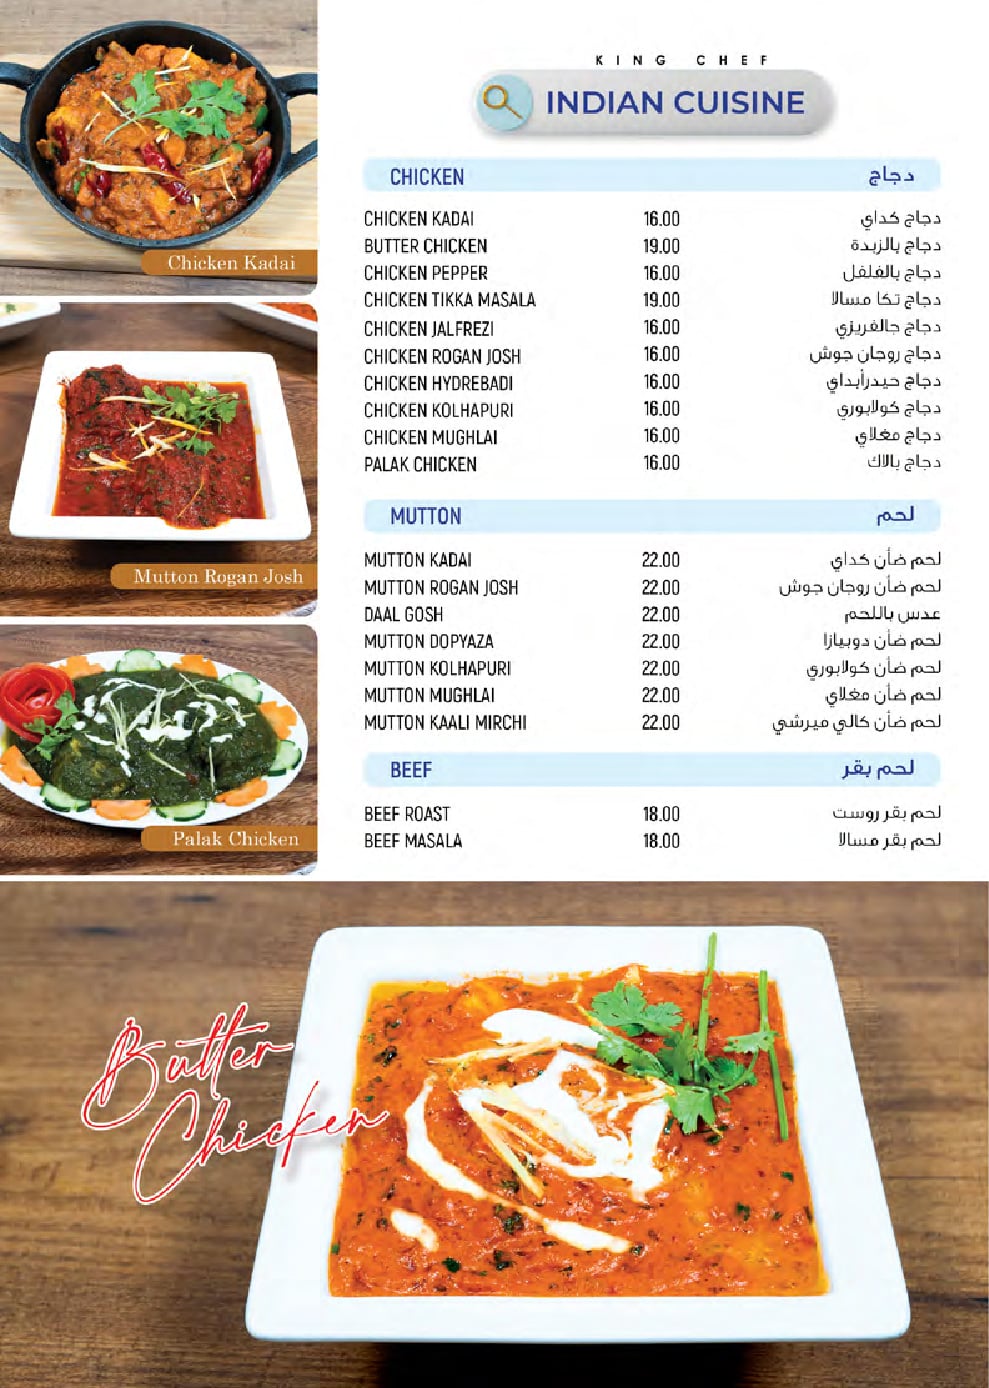 KING CHEF
INDIAN CUISINE
Chicken Kadai
Mutton Rogan Josh
Palak Chicken
CHICKEN دجاج
CHICKEN KADAI 16.00 دجاج كداي
BUTTER CHICKEN 19.00 دجاج بالزبدة
CHICKEN PEPPER 16.00 دجاج بالفلفل
CHICKEN TIKKA MASALA 19.00 دجاج تكا مسالا
CHICKEN JALFREZI 16.00 دجاج جالفريزي
CHICKEN ROGAN JOSH 16.00 دجاج روجان جوش
CHICKEN HYDREBADI 16.00 دجاج حيدرأبداي
CHICKEN KOLHAPURI 16.00 دجاج كولابوري
CHICKEN MUGHLAI 16.00 دجاج مغلاي
PALAK CHICKEN 16.00 دجاج بالاك
MUTTON لحم
MUTTON KADAI 22.00 لحم ضأن كداي
MUTTON ROGAN JOSH 22.00 لحم ضأن روجان جوش
DAAL GOSH 22.00 عدس باللحم
MUTTON DOPYAZA 22.00 لحم ضأن دوبيازا
MUTTON KOLHAPURI 22.00 لحم ضأن كولابوري
MUTTON MUGHLAI 22.00 لحم ضأن مغلاي
MUTTON KAALI MIRCHI 22.00 لحم ضأن كالي ميرشي
BEEF لحم بقر
BEEF ROAST 18.00 لحم بقر روست
BEEF MASALA 18.00 لحم بقر مسالا
Butter
Chicken